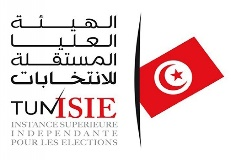 الهيئة
العليا
المستقلة
للانتخابات
TUNISIE
INSTANCE SUPERIEURE
INDEPENDANTE
POUR LES ELECTIONS